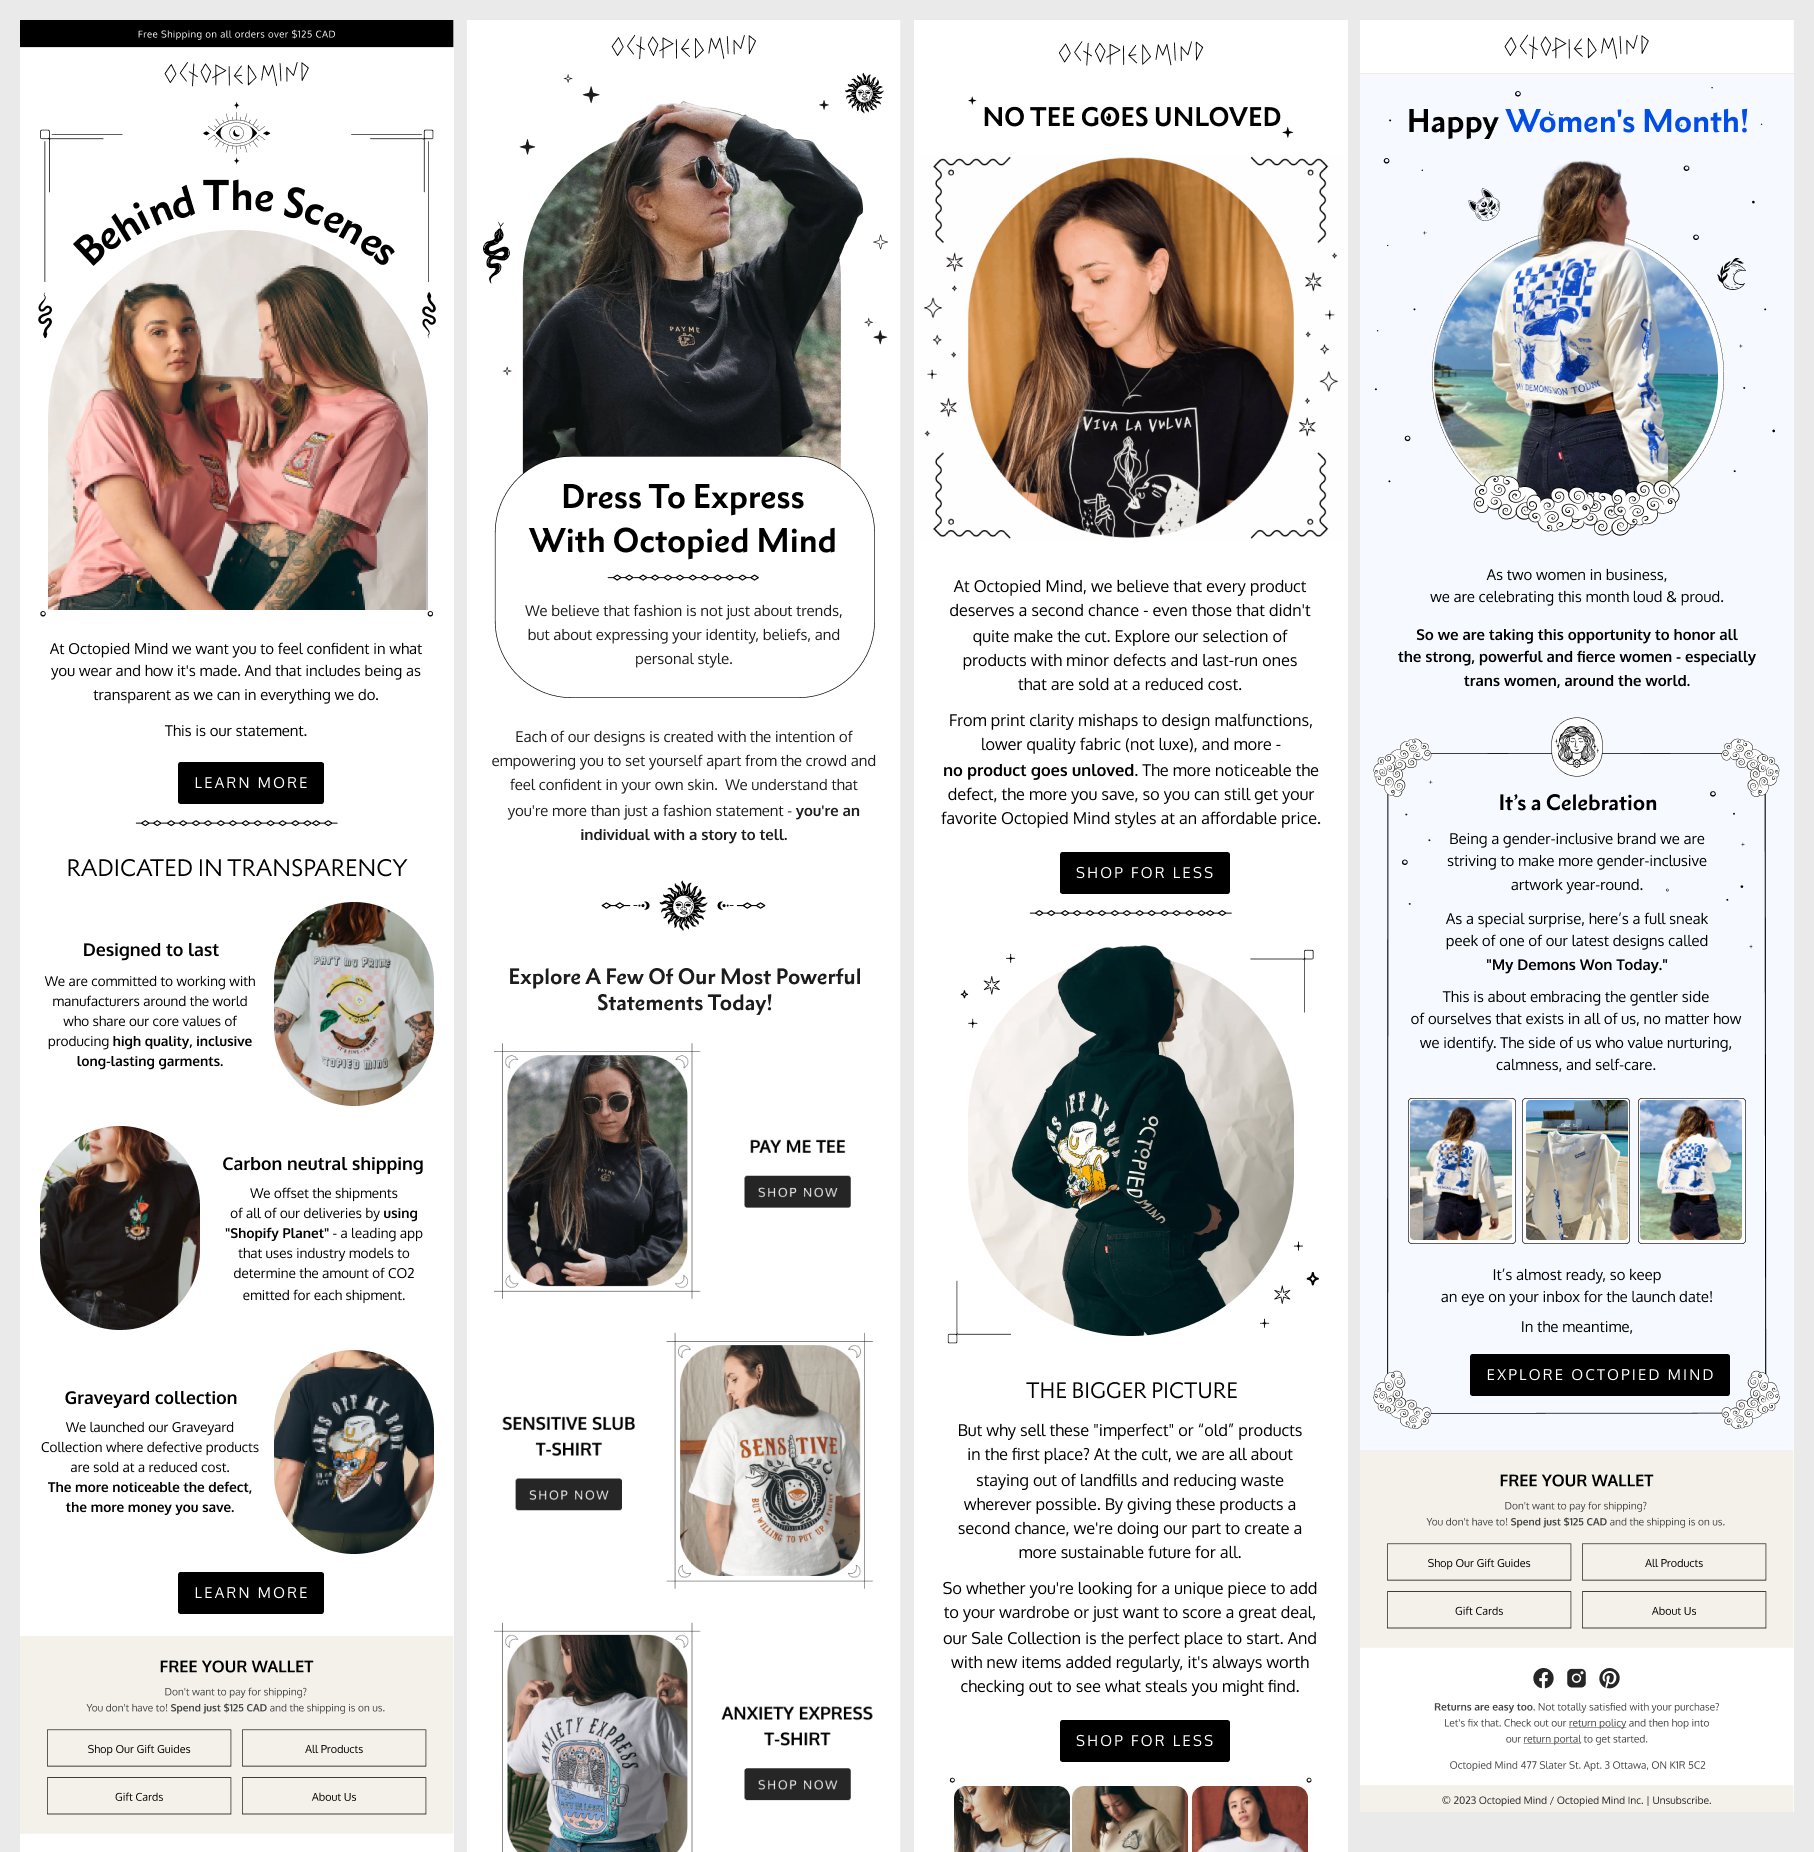 Free Shipping on all orders over $125 CAD
OCTOPIEDMIND
Behind The Scenes
At Octopied Mind we want you to feel confident in what
you wear and how it's made. And that includes being as
transparent as we can in everything we do.
This is our statement.
LEARN MORE
RADICATED IN TRANSPARENCY
Designed to last
We are committed to working with
manufacturers around the world
who share our core values of
producing high quality, inclusive
long-lasting garments.
PAST MY PRIME
TOPIED MIND
Carbon neutral shipping
We offset the shipments
of all of our deliveries by using
"Shopify Planet" - a leading app
that uses industry models to
determine the amount of CO2
emitted for each shipment.
Graveyard collection
We launched our Graveyard
Collection where defective products
are sold at a reduced cost.
The more noticeable the defect,
the more money you save.
OFF MY
LEARN MORE
FREE YOUR WALLET
Don't want to pay for shipping?
You don't have to! Spend just $125 CAD and the shipping is on us.
Shop Our Gift Guides
All Products
Gift Cards
About Us
OCTOPIEDMIND
PAY ME
Dress To Express
With Octopied Mind
We believe that fashion is not just about trends,
but about expressing your identity, beliefs, and
personal style.
Each of our designs is created with the intention of
empowering you to set yourself apart from the crowd and
feel confident in your own skin. We understand that
you're more than just a fashion statement - you're an
individual with a story to tell.
Explore A Few Of Our Most Powerful
Statements Today!
PAY ME
PAY ME TEE
SHOP NOW
SENSITIVE SLUB
T-SHIRT
SHOP NOW
SENSITIVE
BUT WILLING TO PUT UP A FIGHT
ANXIETY EXPRESS
ANXIETY EXPRESS
T-SHIRT
SHOP NOW
OCTOPIEDMIND
NO TEE GOES UNLOVED
VIVA LA VULVA
At Octopied Mind, we believe that every product
deserves a second chance - even those that didn't
quite make the cut. Explore our selection of
products with minor defects and last-run ones
that are sold at a reduced cost.
From print clarity mishaps to design malfunctions,
lower quality fabric (not luxe), and more -
no product goes unloved. The more noticeable the
defect, the more you save, so you can still get your
favorite Octopied Mind styles at an affordable price.
SHOP FOR LESS
OFF MY
OCTOPIEDMIND
THE BIGGER PICTURE
But why sell these "imperfect" or “old” products
in the first place? At the cult, we are all about
staying out of landfills and reducing waste
wherever possible. By giving these products a
second chance, we're doing our part to create a
more sustainable future for all.
So whether you're looking for a unique piece to add
to your wardrobe or just want to score a great deal,
our Sale Collection is the perfect place to start. And
with new items added regularly, it's always worth
checking out to see what steals you might find.
SHOP FOR LESS
OCTOPIEDMIND
Happy Women's Month!
MY DEMONS WON TODAY
As two women in business,
we are celebrating this month loud & proud.
So we are taking this opportunity to honor all
the strong, powerful and fierce women - especially
trans women, around the world.
It’s a Celebration
Being a gender-inclusive brand we are
striving to make more gender-inclusive
artwork year-round.
As a special surprise, here’s a full sneak
peek of one of our latest designs called
"My Demons Won Today."
This is about embracing the gentler side
of ourselves that exists in all of us, no matter how
we identify. The side of us who value nurturing,
calmness, and self-care.
It’s almost ready, so keep
an eye on your inbox for the launch date!
In the meantime,
EXPLORE OCTOPIED MIND
FREE YOUR WALLET
Don't want to pay for shipping?
You don't have to! Spend just $125 CAD and the shipping is on us.
Shop Our Gift Guides
All Products
Gift Cards
About Us
Returns are easy too. Not totally satisfied with your purchase?
Let's fix that. Check out our return policy and then hop into
our return portal to get started.
Octopied Mind 477 Slater St. Apt. 3 Ottawa, ON K1R 5C2
© 2023 Octopied Mind / Octopied Mind Inc. | Unsubscribe.